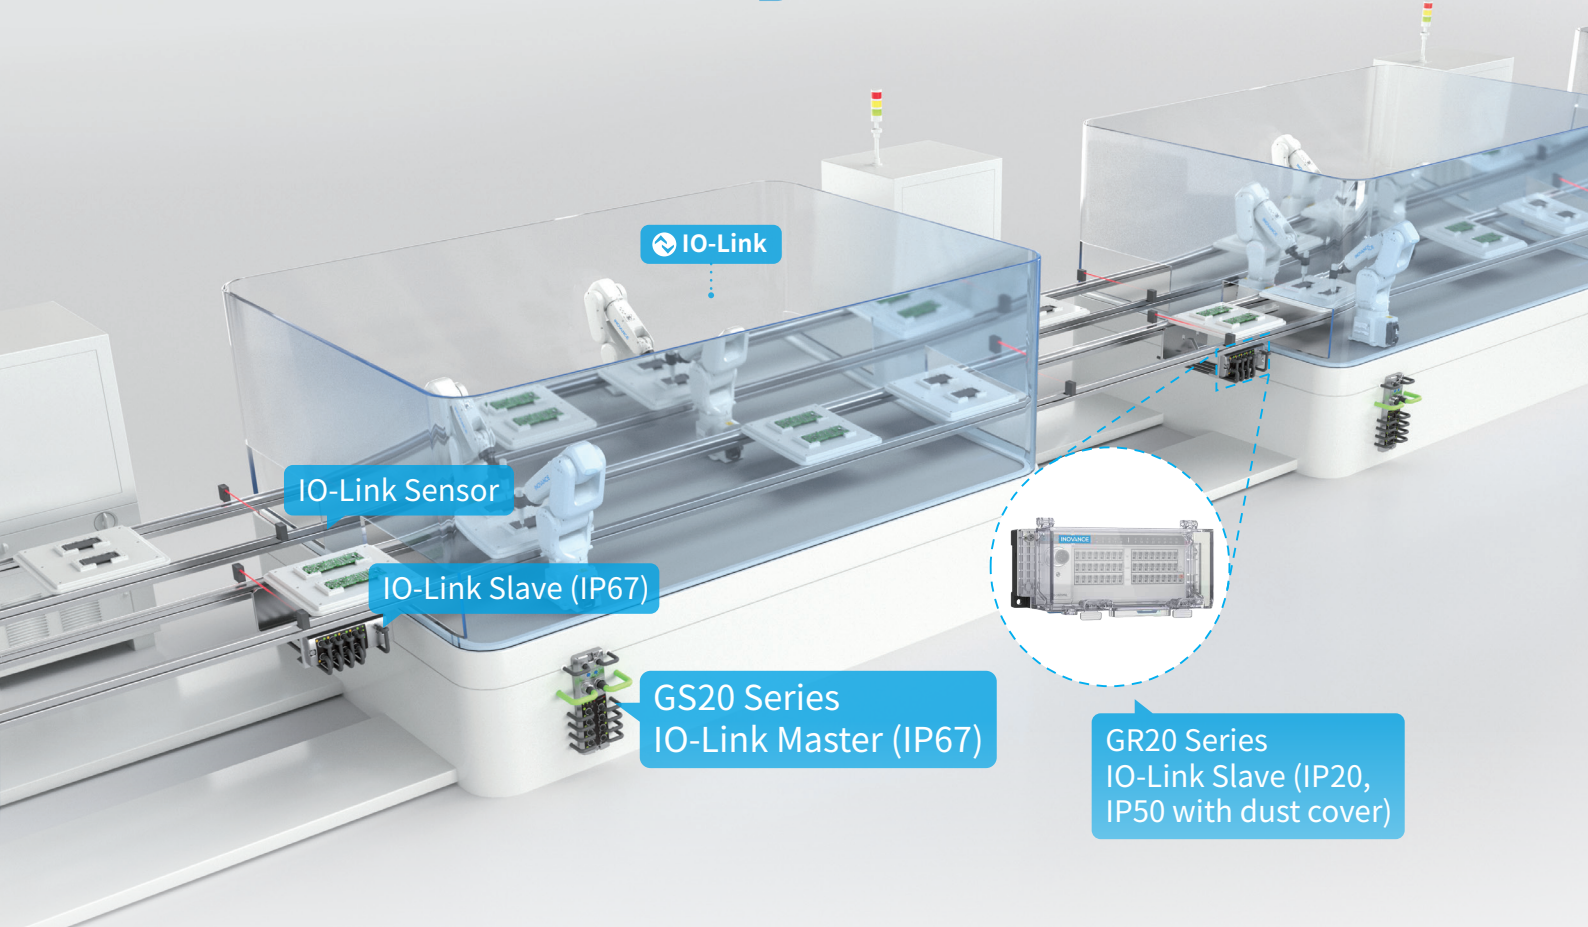 IO-Link
IO-Link Sensor
IO-Link Slave (IP67)
INOVANCE
GS20 Series
IO-Link Master (IP67)
GR20 Series
IO-Link Slave (IP20,
IP50 with dust cover)